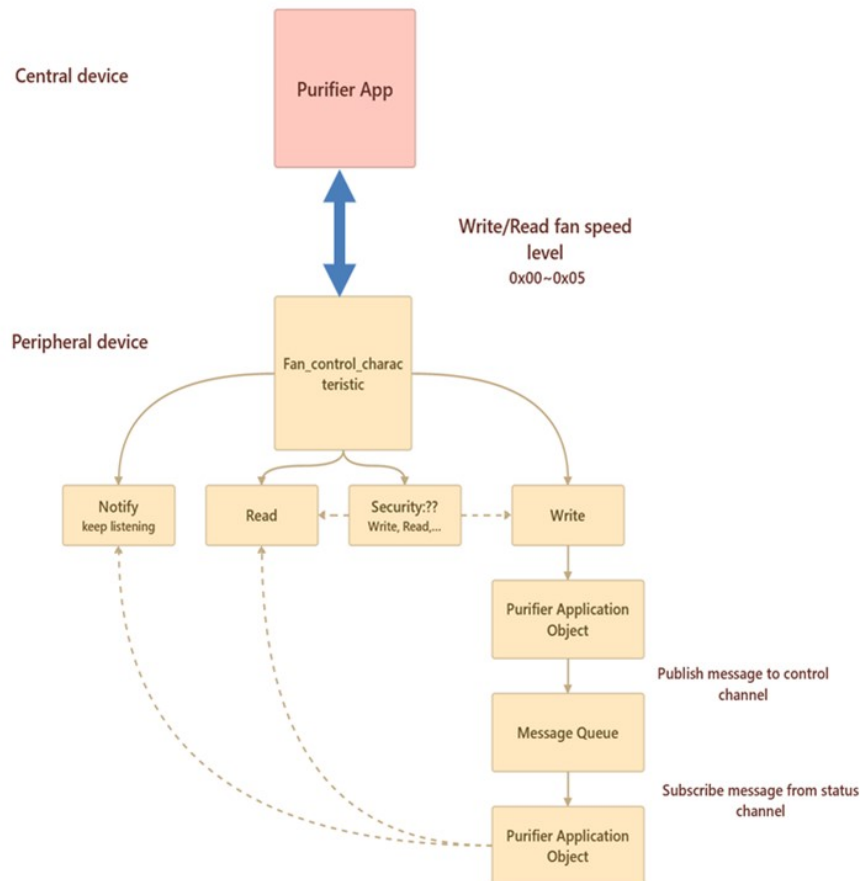 Central device
Purifier App
Write/Read fan speed
level
0x00~0x05
Peripheral device
Fan_control_charac
teristic
Notify
keep listening
Read
Security:??
Write, Read,...
Write
Purifier Application
Object
Publish message to control
channel
Message Queue
Subscribe message from status
channel
Purifier Application
Object